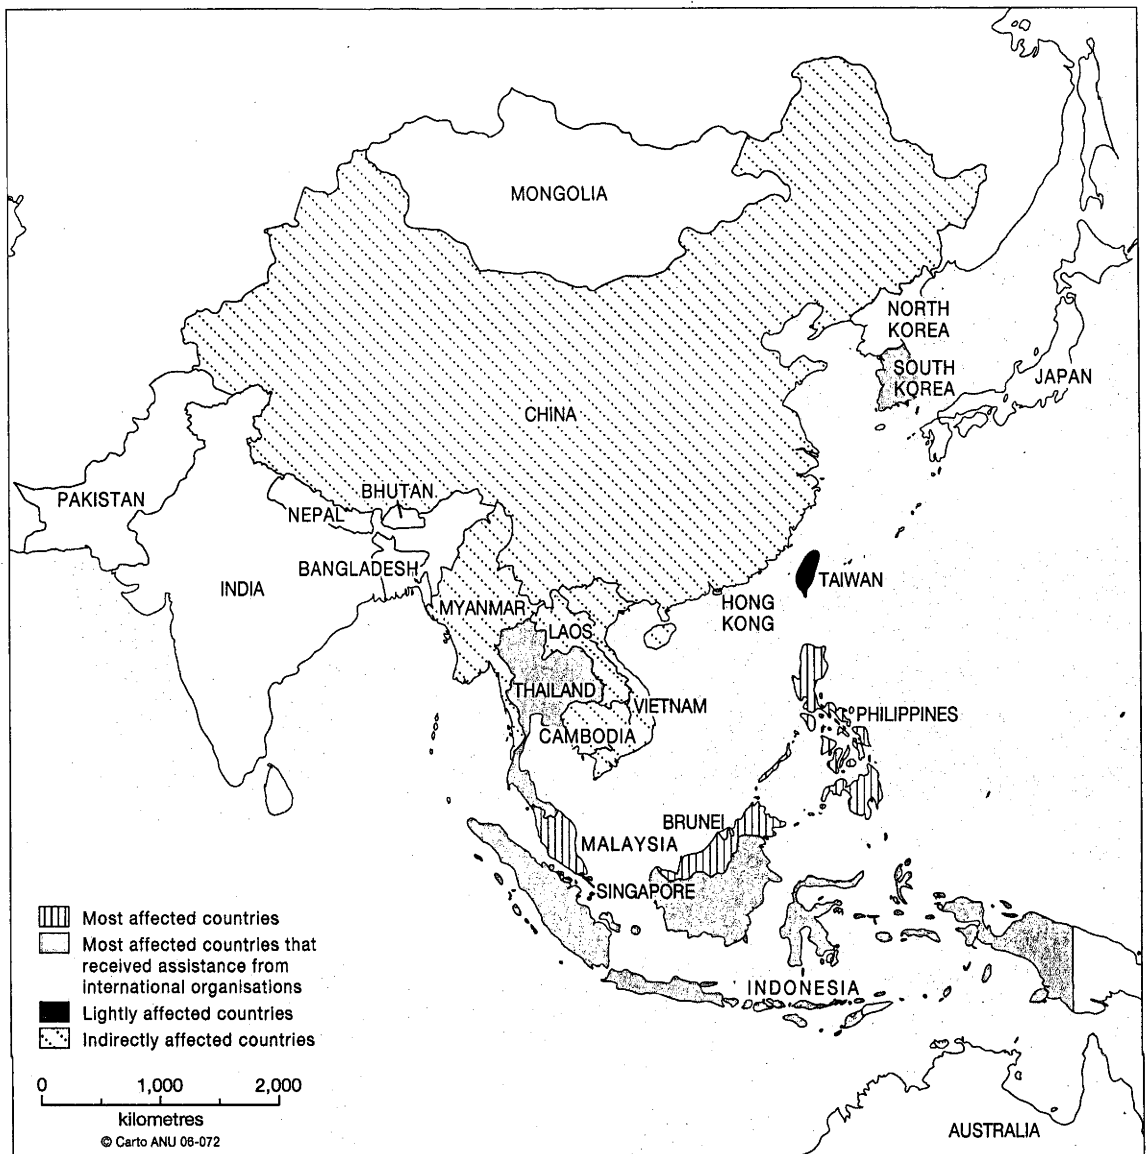 MONGOLIA
NORTH
KOREA
SOUTH
KOREA
JAPAN
CHINA
PAKISTAN
BHUTAN
NEPAL
BANGLADESH
INDIA
TAIWAN
HONG
KONG
MYANMAR
LAOS
THAILAND
VIETNAM
CAMBODIA
PHILIPPINES
BRUNEI
MALAYSIA
SINGAPORE
INDONESIA
AUSTRALIA
Most affected countries
Most affected countries that
received assistance from
international organisations
Lightly affected countries
Indirectly affected countries
0 1,000 2,000
kilometres
© Carto ANU 06-072